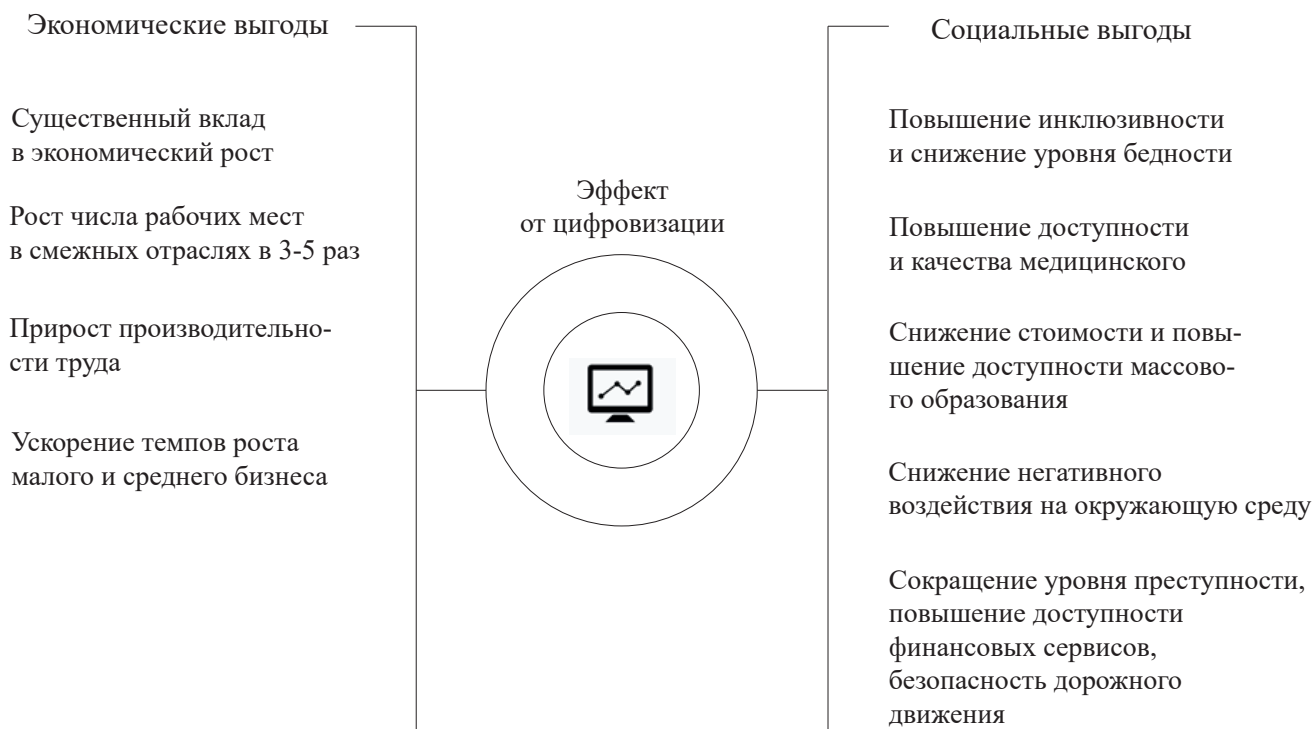 Экономические выгоды
Существенный вклад
в экономический рост
Рост числа рабочих мест
в смежных отраслях в 3-5 раз
Прирост производительно-
сти труда
Ускорение темпов роста
малого и среднего бизнеса
Эффект
от цифровизации
Социальные выгоды
Повышение инклюзивности
и снижение уровня бедности
Повышение доступности
и качества медицинского
Снижение стоимости и повы-
шение доступности массово-
го образования
Снижение негативного
воздействия на окружающую среду
Сокращение уровня преступности,
повышение доступности
финансовых сервисов,
безопасность дорожного
движения